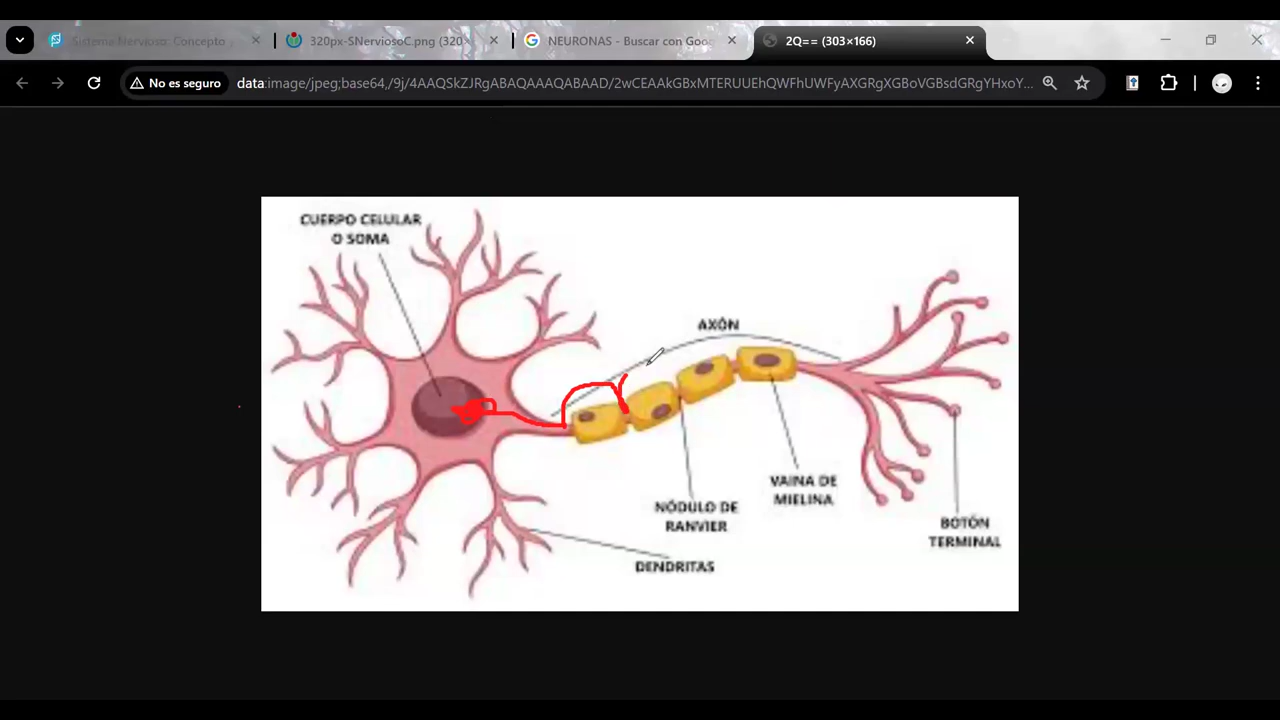 Sistema Nervioso: Concepto
320px-SNerviosoC.png (320×
NEURONAS - Buscar con Goo
2Q== (303×166)
No es seguro
data:image/jpeg;base64,/9j/4AAQSkZJRgABAQAAAQABAAD/2wCEAAkGBxMTERUUEhQWFhUWFyAXGRgXGBoVGBsdGRgYHxoY...
CUERPO CELULAR
O SOMA
AXÓN
VAINA DE
MIELINA
NÓDULO DE
RANVIER
BOTÓN
TERMINAL
DENDRITAS